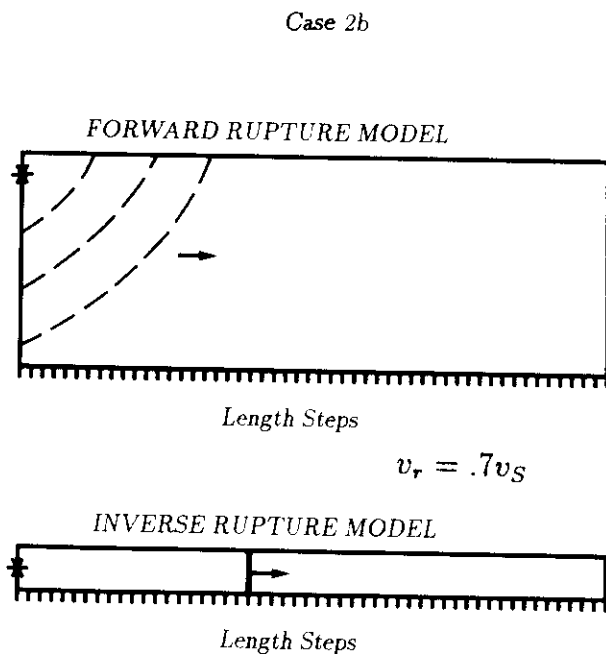 Case 2b
FORWARD RUPTURE MODEL
Length Steps
v_r = .7v_S
INVERSE RUPTURE MODEL
Length Steps